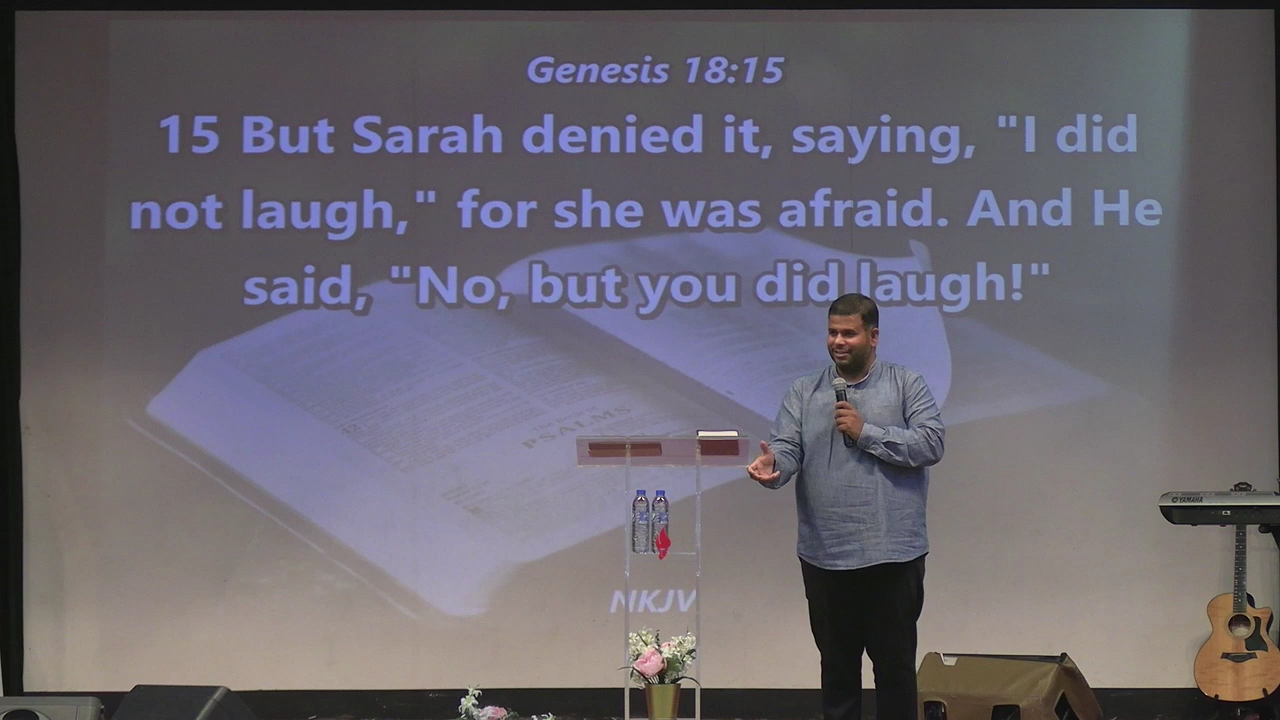 Genesis 18:15
15 But Sarah denied it, saying, "I did
not laugh," for she was afraid. And He
said, "No, but you did laugh!"
PSALMS
NKJV
YAMAHA